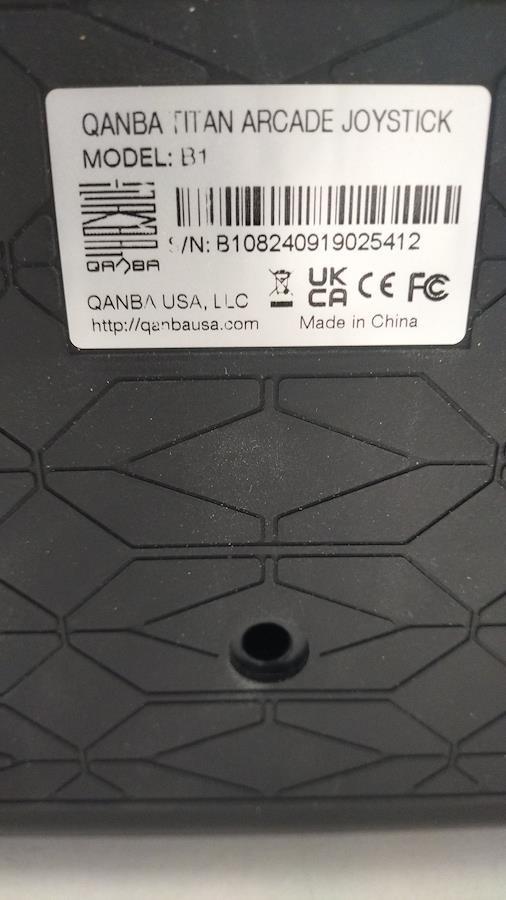 QANBA TITAN ARCADE JOYSTICK
MODEL: B1
S/N: B108240919025412
QANBA
QANBA USA, LLC
UK
CA CE FC
http://qanbausa.com
Made in China